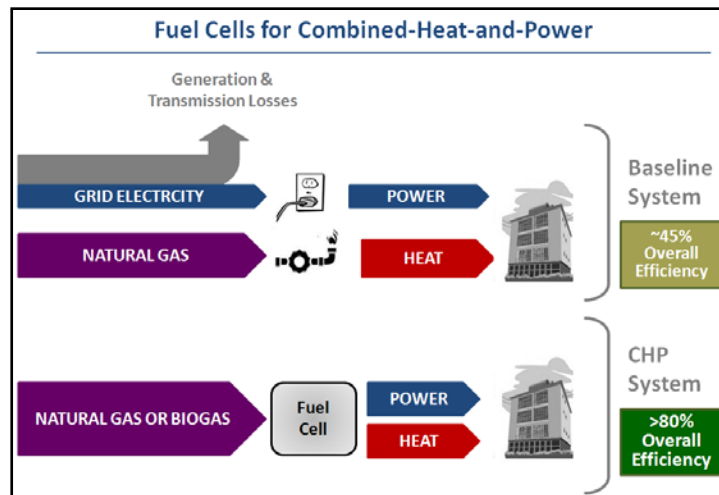 Fuel Cells for Combined-Heat-and-Power
Generation &
Transmission Losses
GRID ELECTRCITY
POWER
NATURAL GAS
HEAT
Baseline
System
~45%
Overall
Efficiency
NATURAL GAS OR BIOGAS
Fuel
Cell
POWER
HEAT
CHP
System
>80%
Overall
Efficiency